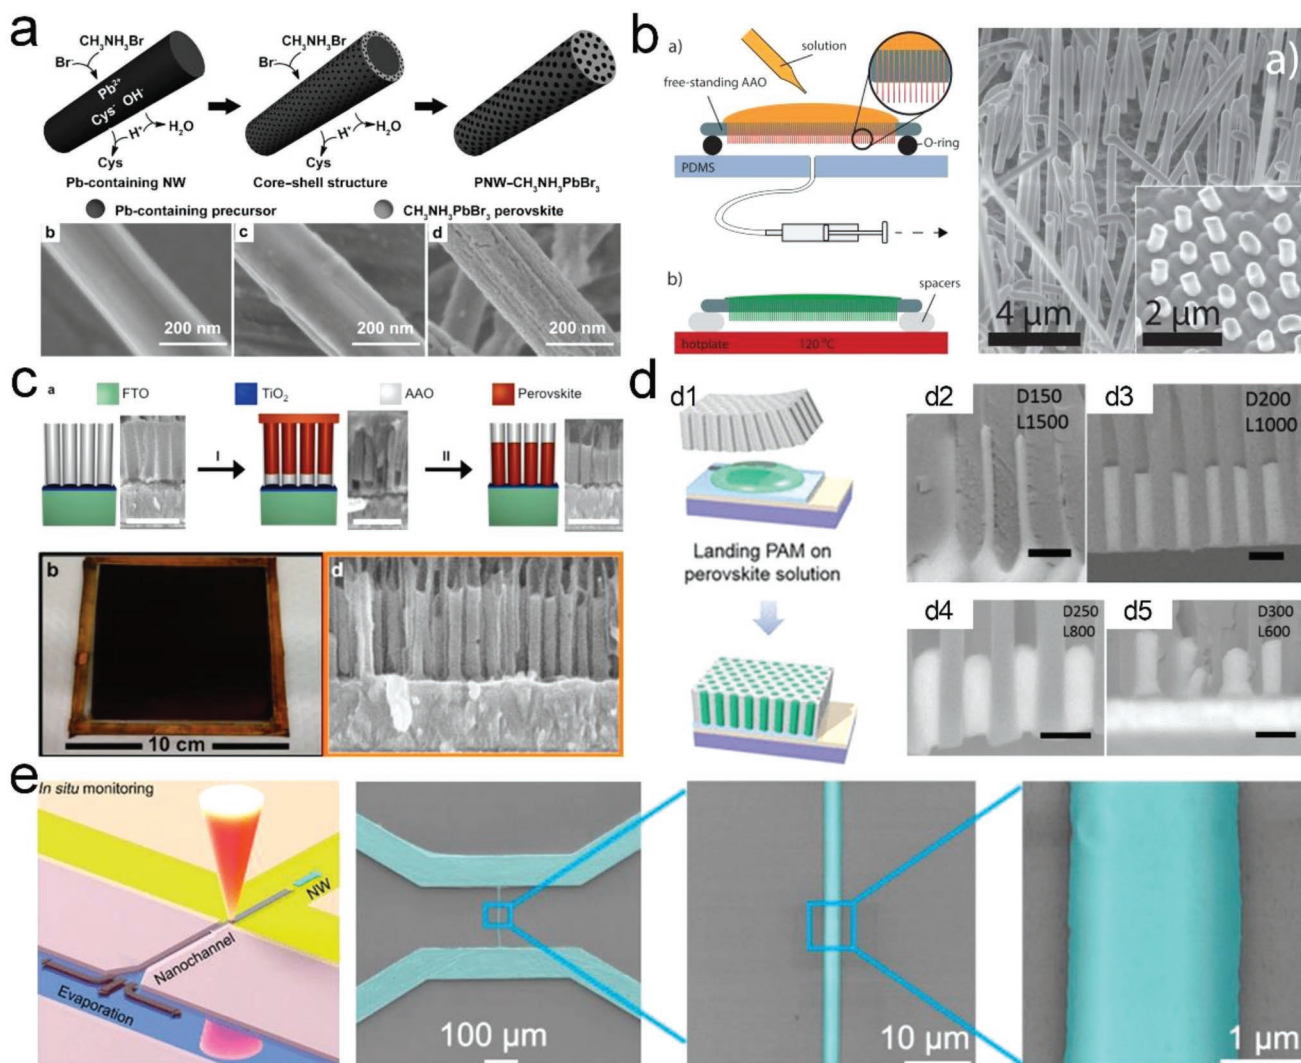 a
CH₃NH₃Br
Br⁻
Pb²⁺
Cys⁻ OH⁻
H⁺
H₂O
Cys
Pb-containing NW
CH₃NH₃Br
Br⁻
H⁺
H₂O
Cys
Core–shell structure
PNW–CH₃NH₃PbBr₃
Pb-containing precursor
CH₃NH₃PbBr₃ perovskite
b
200 nm
c
200 nm
d
200 nm
b
a)
solution
free-standing AAO
O-ring
PDMS
b)
spacers
hotplate
120 °C
a)
4 µm
2 µm
c
a
FTO
TiO₂
AAO
Perovskite
I
II
b
10 cm
d
d
d1
Landing PAM on
perovskite solution
d2
D150
L1500
d3
D200
L1000
d4
D250
L800
d5
D300
L600
e
In situ monitoring
NW
Nanochannel
Evaporation
100 µm
10 µm
1 µm